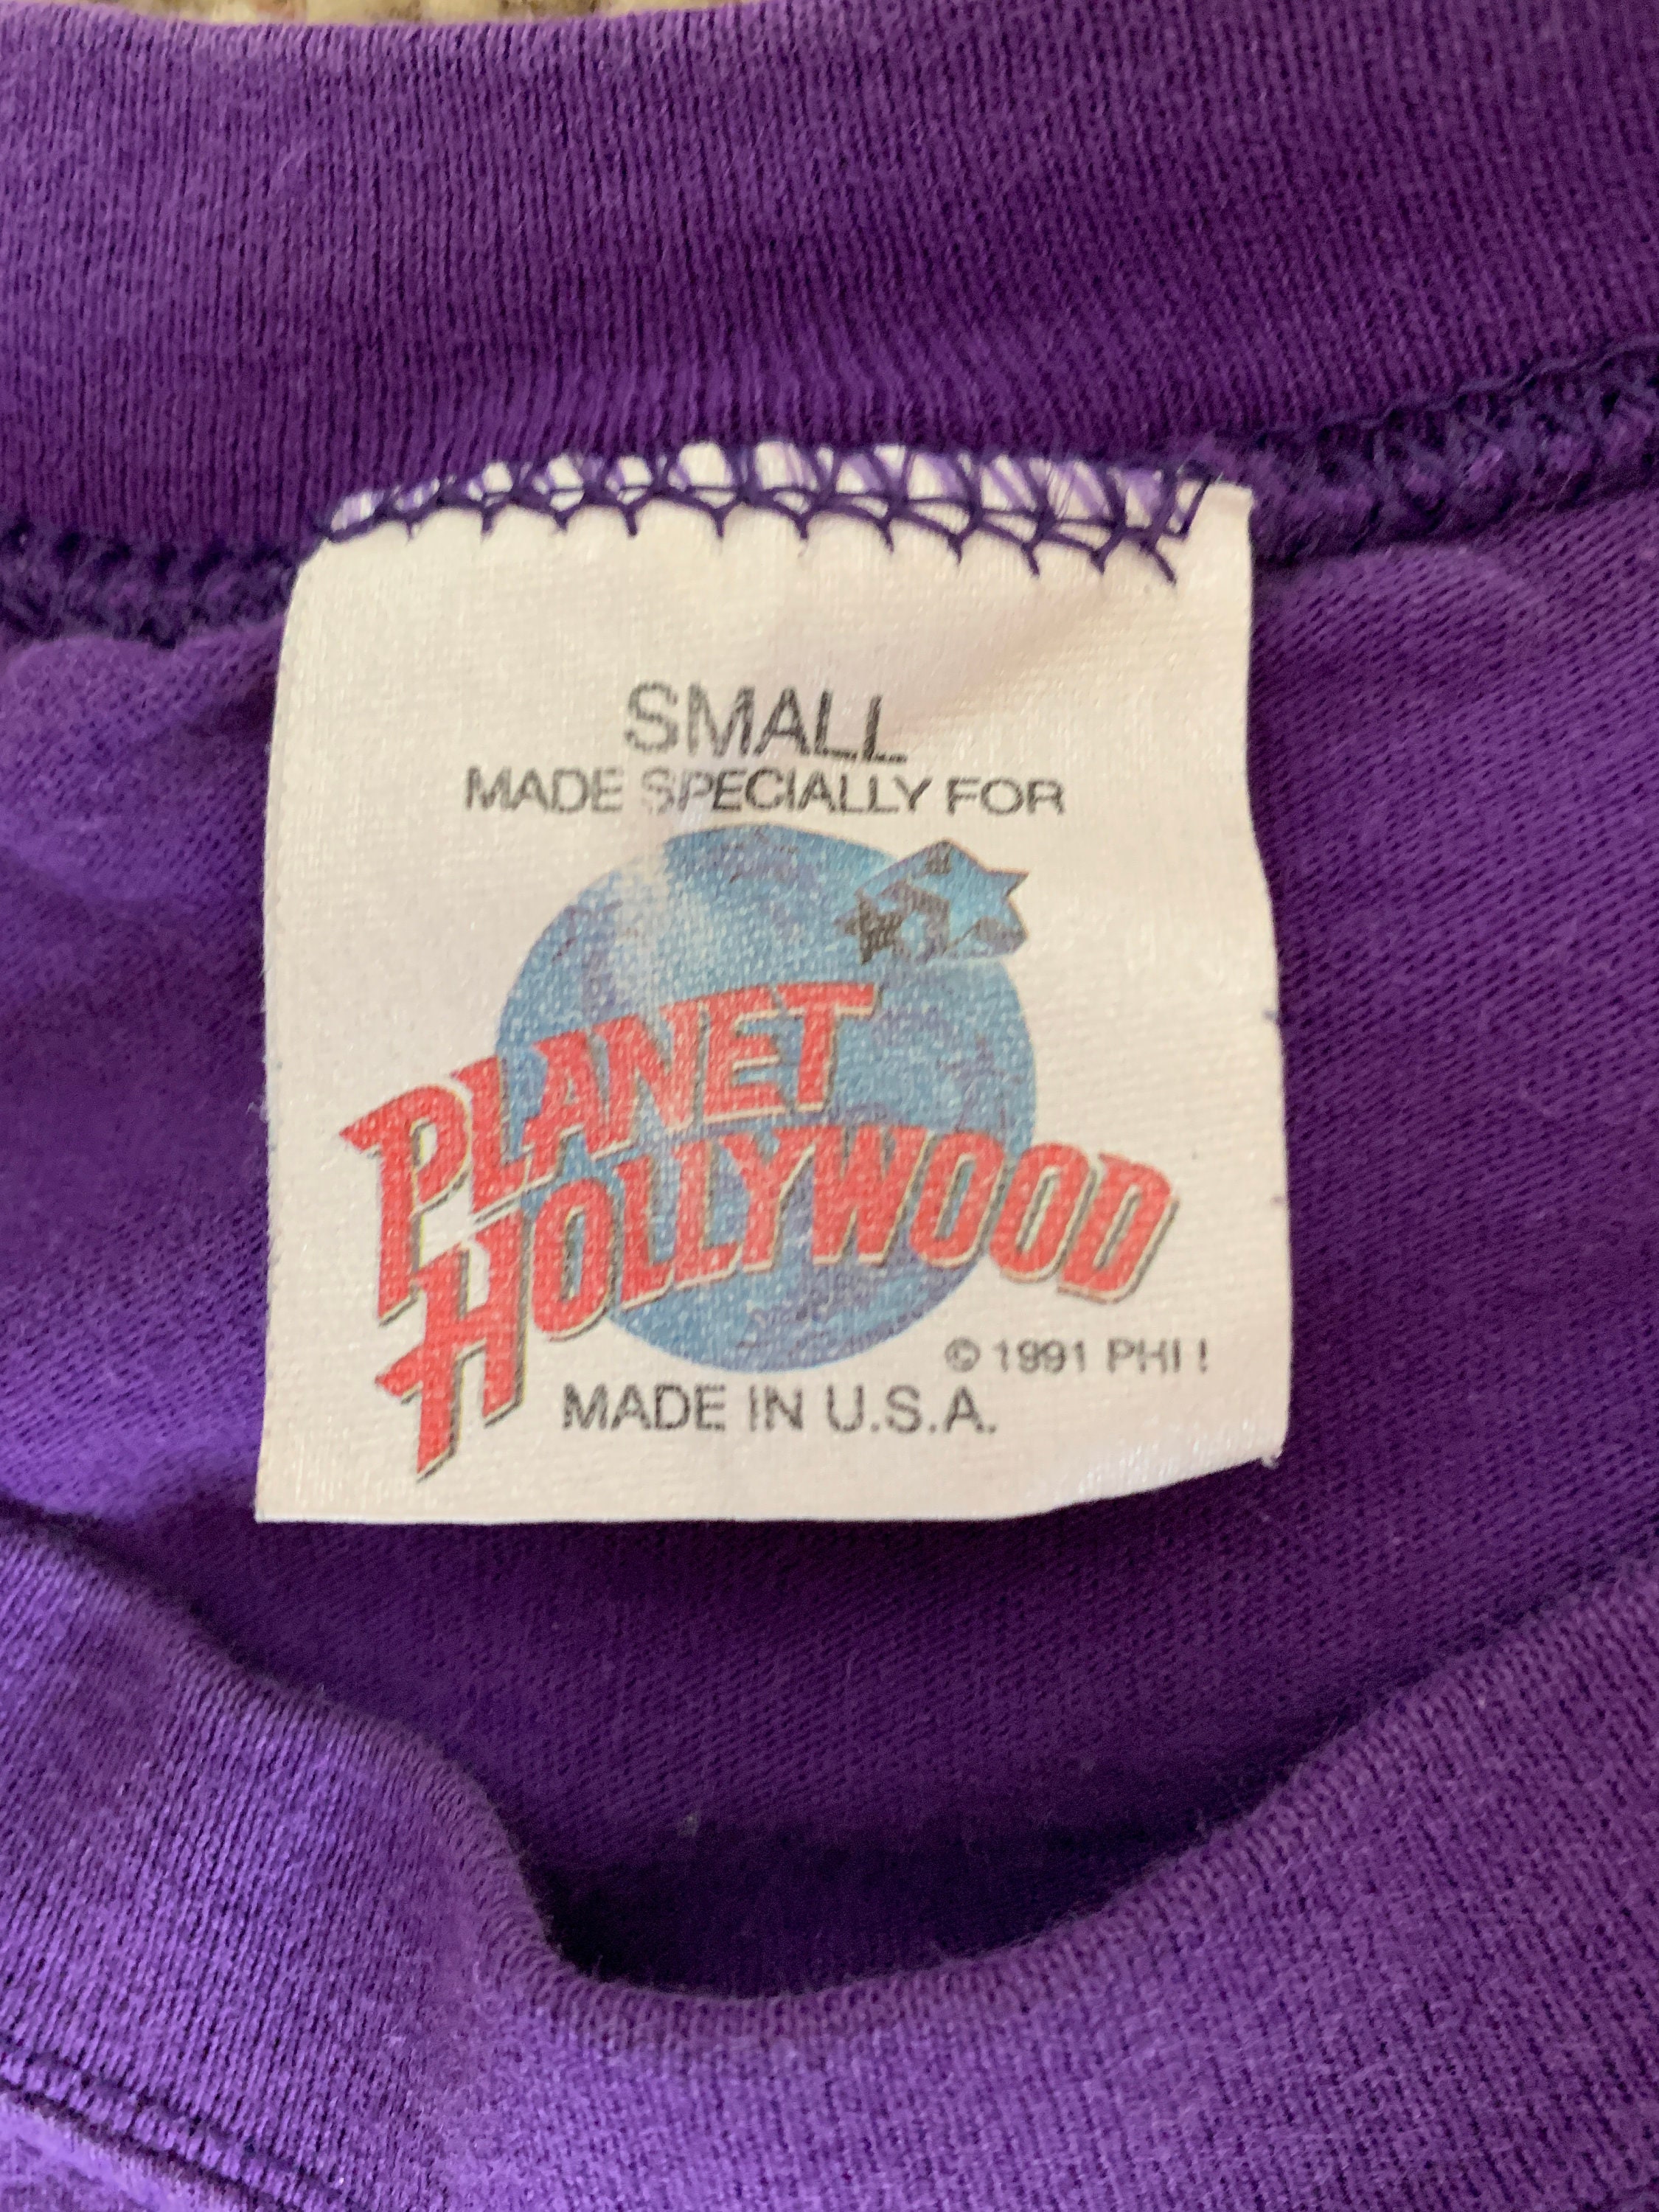 SMALL
MADE SPECIALLY FOR
PLANET
HOLLYWOOD
© 1991 PHI !
MADE IN U.S.A.